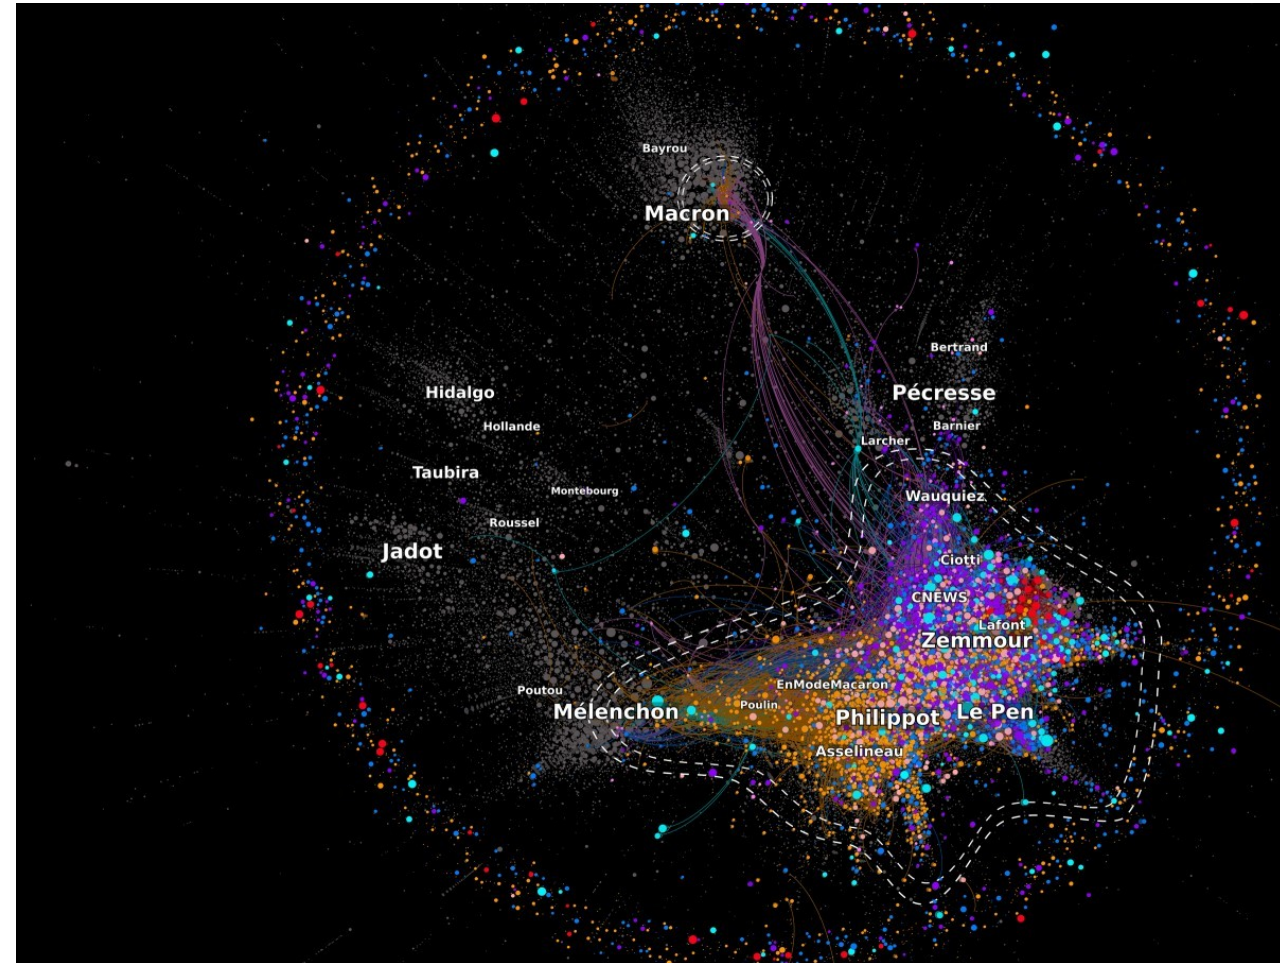 Bayrou
Macron
Bertrand
Hidalgo
Pécresse
Hollande
Barnier
Larcher
Taubira
Montebourg
Wauquiez
Roussel
Jadot
Ciotti
CNEWS
Lafont
Zemmour
EnModeMacaron
Poutou
Poulin
Mélenchon
Philippot
Le Pen
Asselineau